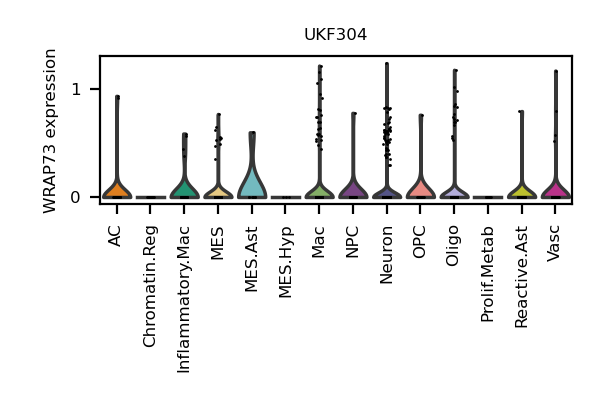 UKF304
WRAP73 expression
1
0
AC
Chromatin.Reg
Inflammatory.Mac
MES
MES.Ast
MES.Hyp
Mac
NPC
Neuron
OPC
Oligo
Prolif.Metab
Reactive.Ast
Vasc